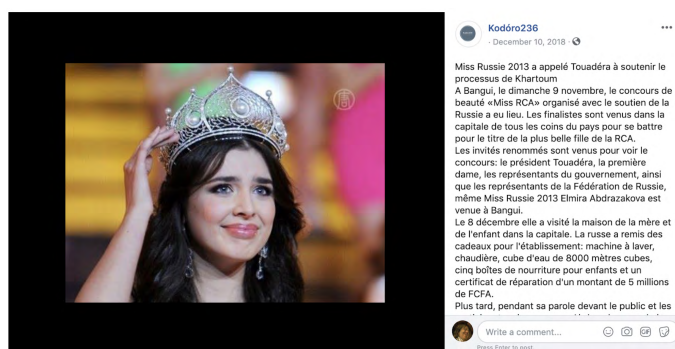 Kodóro236
· December 10, 2018 ·
Miss Russie 2013 a appelé Touadéra à soutenir le
processus de Khartoum
A Bangui, le dimanche 9 novembre, le concours de
beauté «Miss RCA» organisé avec le soutien de la
Russie a eu lieu. Les finalistes sont venus dans la
capitale de tous les coins du pays pour se battre
pour le titre de la plus belle fille de la RCA.
Les invités renommés sont venus pour voir le
concours: le président Touadéra, la première
dame, les représentants du gouvernement, ainsi
que les représentants de la Fédération de Russie,
même Miss Russie 2013 Elmira Abdrazakova est
venue à Bangui.
Le 8 décembre elle a visité la maison de la mère et
de l'enfant dans la capitale. La russe a remis des
cadeaux pour l'établissement: machine à laver,
chaudière, cube d'eau de 8000 mètres cubes,
cinq boîtes de nourriture pour enfants et un
certificat de réparation d'un montant de 5 millions
de FCFA.
Plus tard, pendant sa parole devant le public et les
Write a comment...
GIF
Press Enter to post.